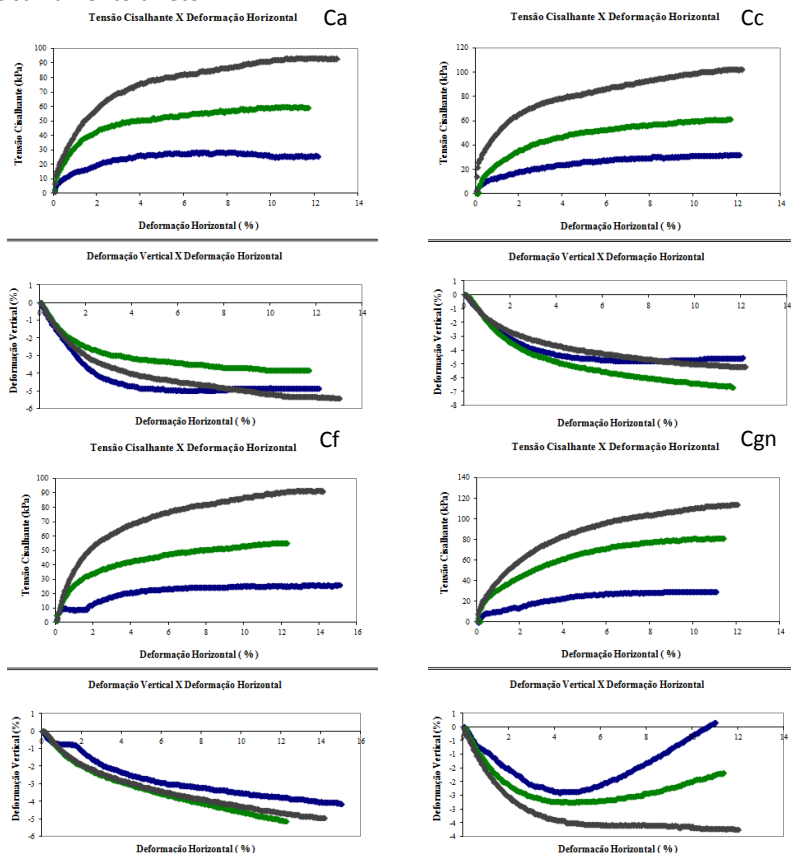 Tensão Cisalhante X Deformação Horizontal
Ca
Tensão Cisalhante (kPa)
100
90
80
70
60
50
40
30
20
10
0
0 2 4 6 8 10 12 14
Deformação Horizontal ( % )
Tensão Cisalhante X Deformação Horizontal
Cc
Tensão Cisalhante (kPa)
120
100
80
60
40
20
0
0 2 4 6 8 10 12 14
Deformação Horizontal ( % )
Deformação Vertical X Deformação Horizontal
Deformação Vertical (%)
1
0
-1
-2
-3
-4
-5
-6
0 2 4 6 8 10 12 14
Deformação Horizontal ( % )
Deformação Vertical X Deformação Horizontal
Deformação Vertical (%)
1
0
-1
-2
-3
-4
-5
-6
-7
-8
0 2 4 6 8 10 12 14
Deformação Horizontal ( % )
Tensão Cisalhante X Deformação Horizontal
Cf
Tensão Cisalhante (kPa)
100
90
80
70
60
50
40
30
20
10
0
0 2 4 6 8 10 12 14 16
Deformação Horizontal ( % )
Tensão Cisalhante X Deformação Horizontal
Cgn
Tensão Cisalhante (kPa)
140
120
100
80
60
40
20
0
0 2 4 6 8 10 12 14
Deformação Horizontal ( % )
Deformação Vertical X Deformação Horizontal
Deformação Vertical (%)
1
0
-1
-2
-3
-4
-5
-6
0 2 4 6 8 10 12 14 16
Deformação Horizontal ( % )
Deformação Vertical X Deformação Horizontal
Deformação Vertical (%)
1
0
-1
-1
-2
-2
-3
-3
-4
-4
0 2 4 6 8 10 12 14
Deformação Horizontal ( % )